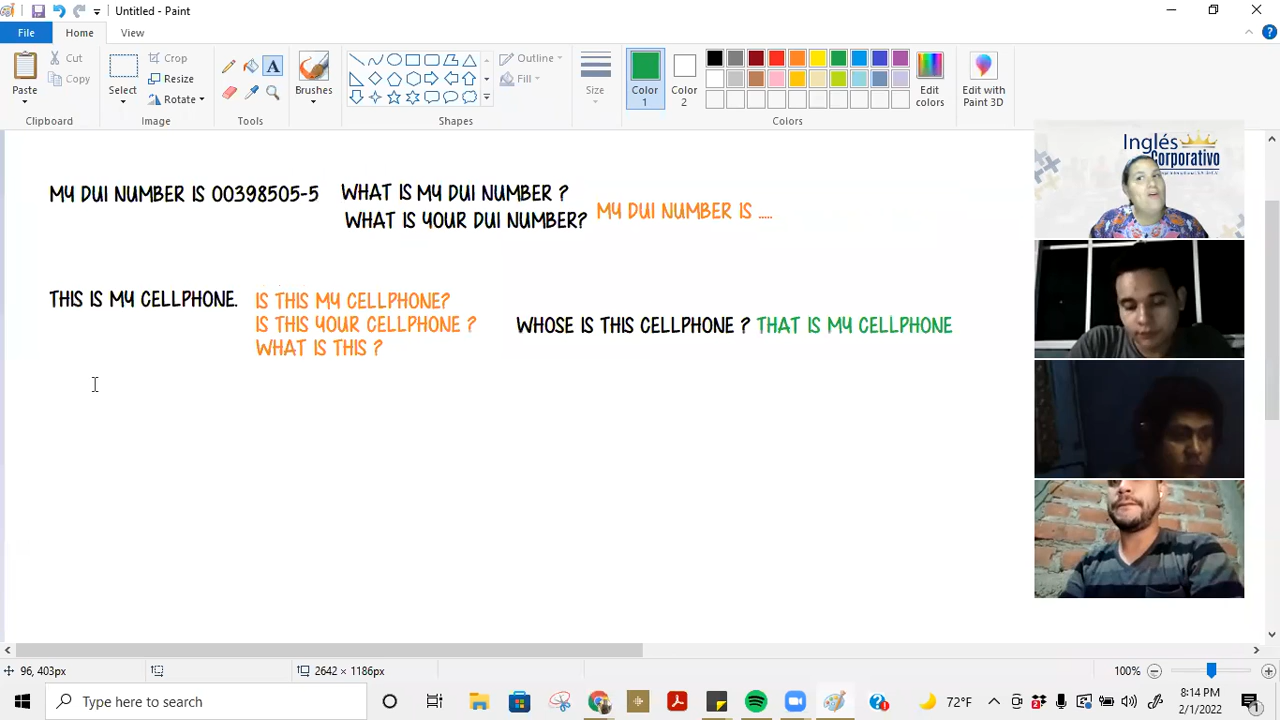 Untitled - Paint
File
Home
View
Paste
Cut
Copy
Clipboard
Select
Crop
Resize
Rotate
Image
Tools
Brushes
Outline
Fill
Shapes
Size
Color 1
Color 2
Edit colors
Edit with Paint 3D
Colors
Inglés
Corporativo
MY DUI NUMBER IS 00398505-5
WHAT IS MY DUI NUMBER ?
WHAT IS YOUR DUI NUMBER?
MY DUI NUMBER IS .....
THIS IS MY CELLPHONE.
IS THIS MY CELLPHONE?
IS THIS YOUR CELLPHONE ?
WHAT IS THIS ?
WHOSE IS THIS CELLPHONE ? THAT IS MY CELLPHONE
96, 403px
2642 × 1186px
100%
Type here to search
72°F
8:14 PM
2/1/2022